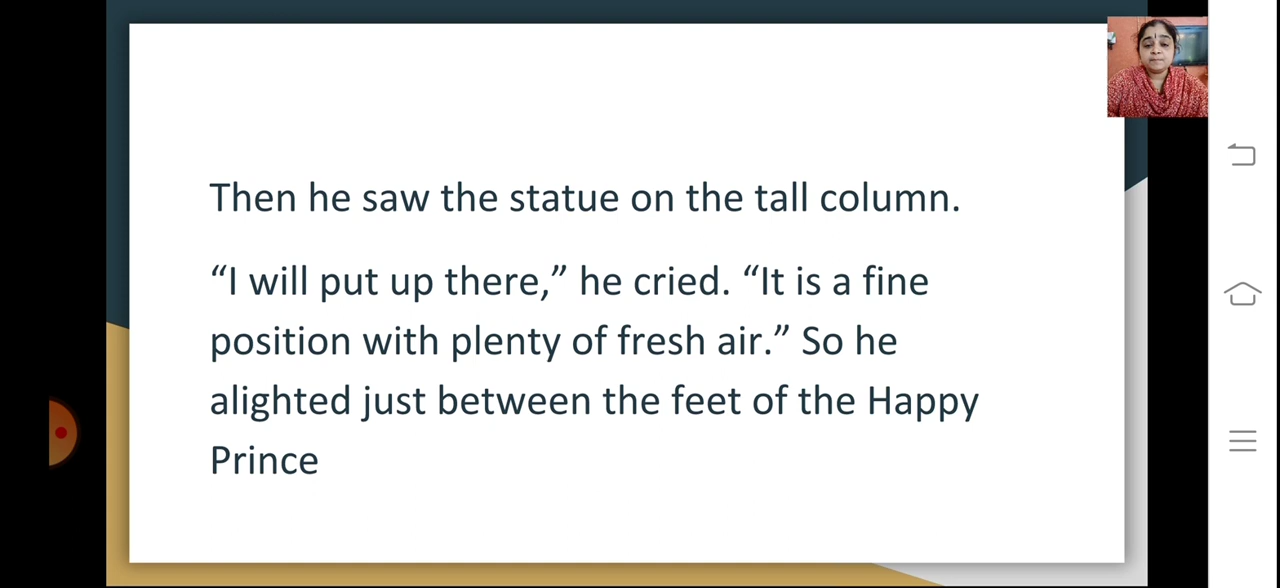 Then he saw the statue on the tall column.
“I will put up there,” he cried. “It is a fine
position with plenty of fresh air.” So he
alighted just between the feet of the Happy
Prince